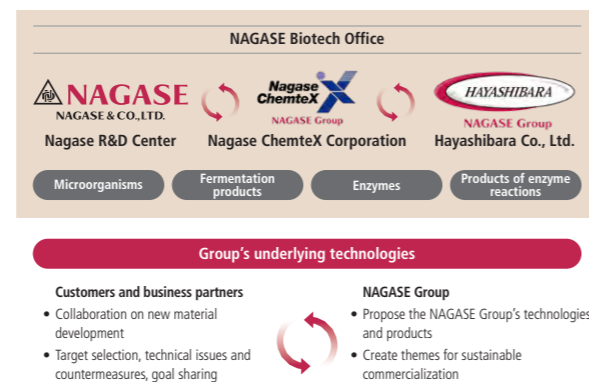 NAGASE Biotech Office
NAGASE
NAGASE & CO.,LTD.
Nagase R&D Center
Nagase
ChemteX
NAGASE Group
Nagase ChemteX Corporation
HAYASHIBARA
NAGASE Group
Hayashibara Co., Ltd.
Microorganisms
Fermentation
products
Enzymes
Products of enzyme
reactions
Group's underlying technologies
Customers and business partners
• Collaboration on new material
development
• Target selection, technical issues and
countermeasures, goal sharing
NAGASE Group
• Propose the NAGASE Group's technologies
and products
• Create themes for sustainable
commercialization